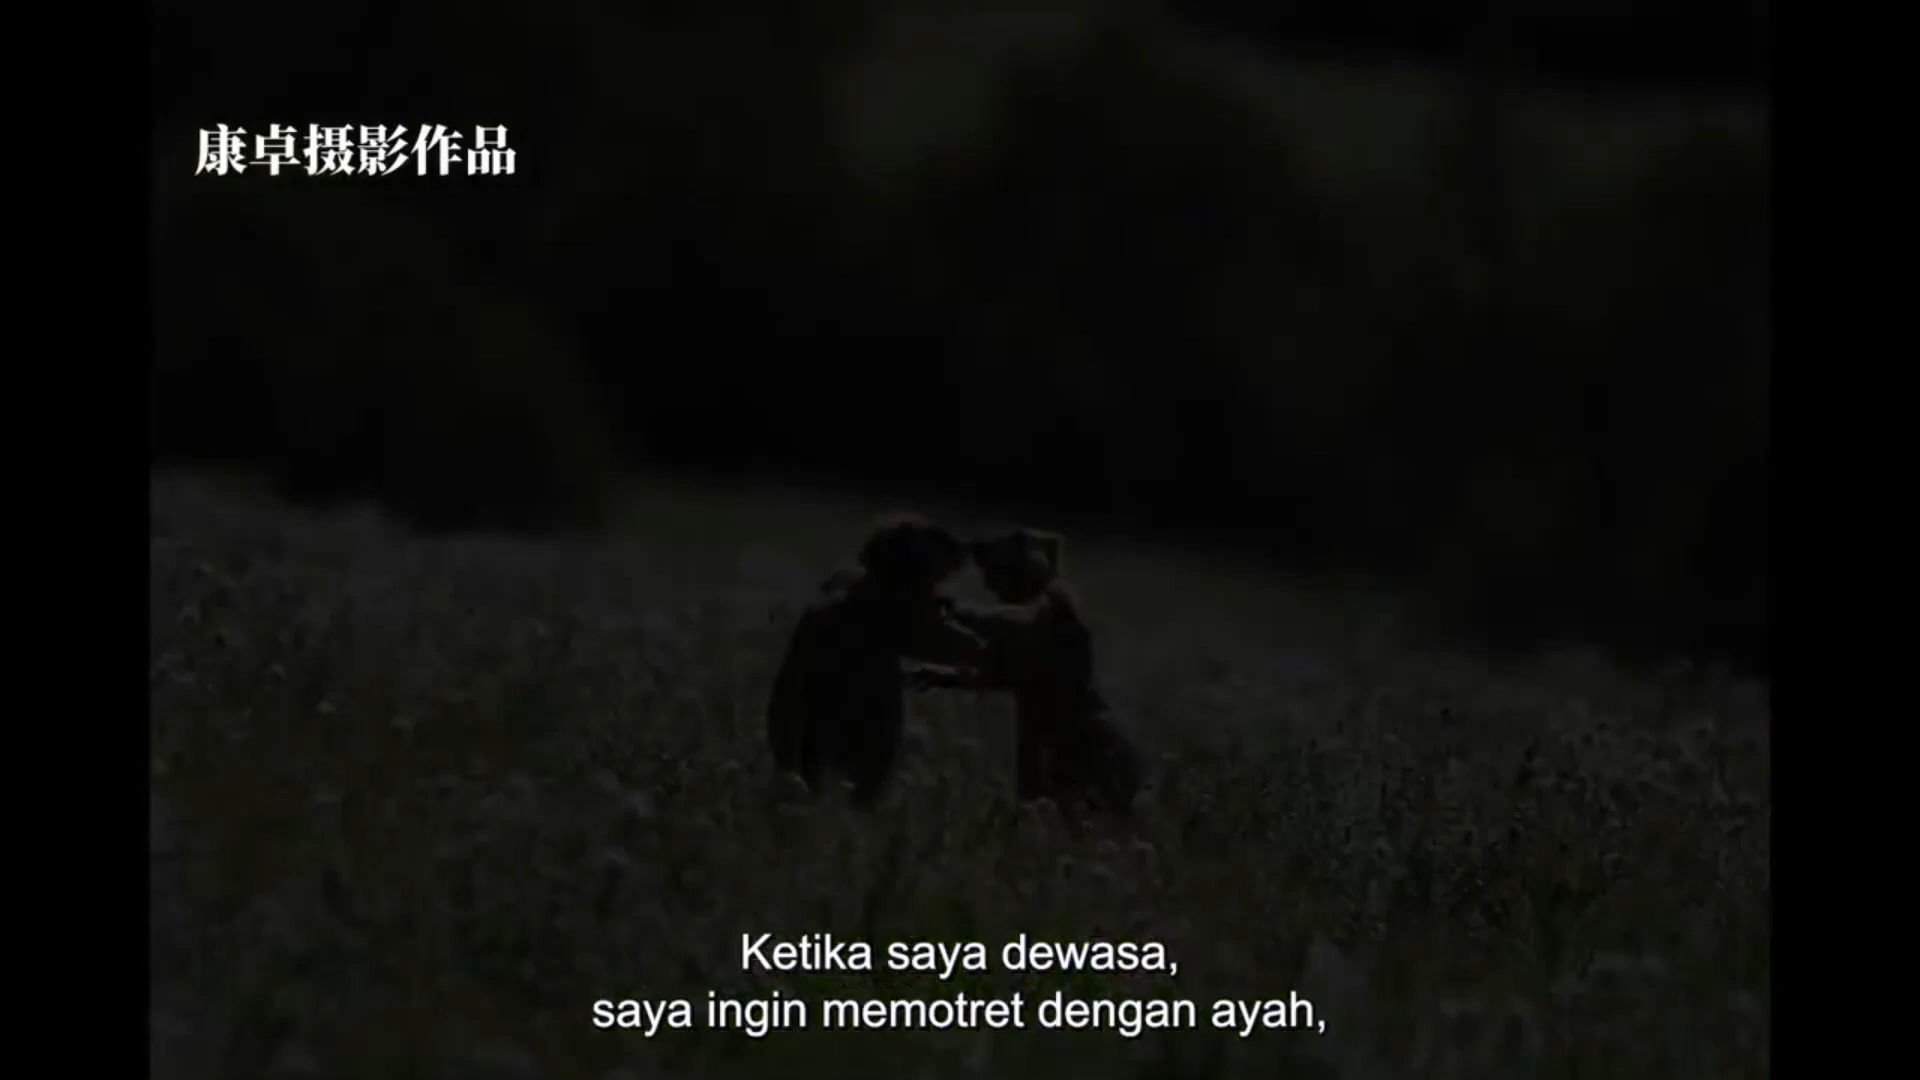 康卓摄影作品
Ketika saya dewasa,
saya ingin memotret dengan ayah,